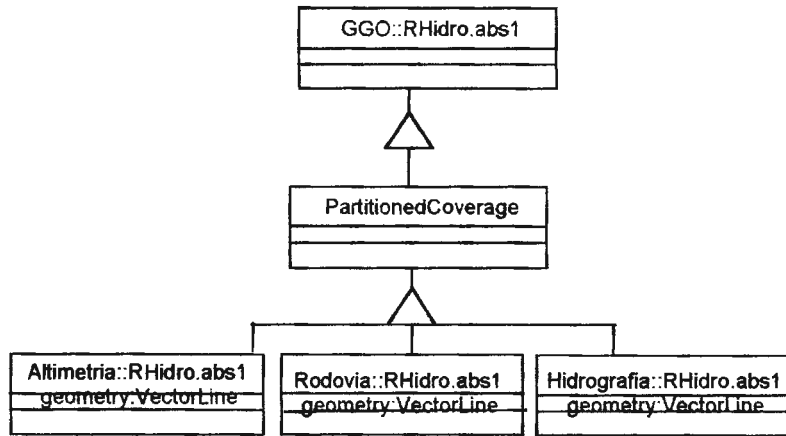 GGO::RHidro.abs1
PartitionedCoverage
Altimetria::RHidro.abs1
geometry:VectorLine
Rodovia::RHidro.abs1
geometry:VectorLine
Hidrografia::RHidro.abs1
geometry:VectorLine